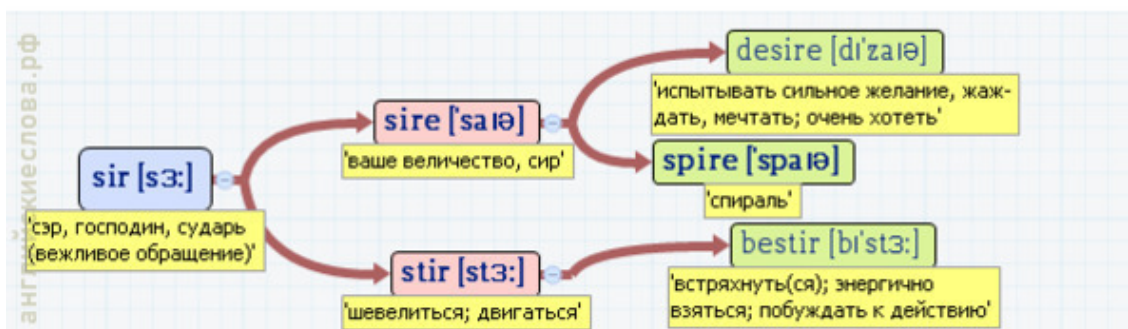 английскиеслова.рф
sir [sɜ:]
'сэр, господин, сударь
(вежливое обращение)'
sire ['saɪə]
'ваше величество, сир'
desire [dɪ'zaɪə]
'испытывать сильное желание, жаж-
дать, мечтать; очень хотеть'
spire ['spaɪə]
'спираль'
stir [stɜ:]
'шевелиться; двигаться'
bestir [bɪ'stɜ:]
'встряхнуть(ся); энергично
взяться; побуждать к действию'